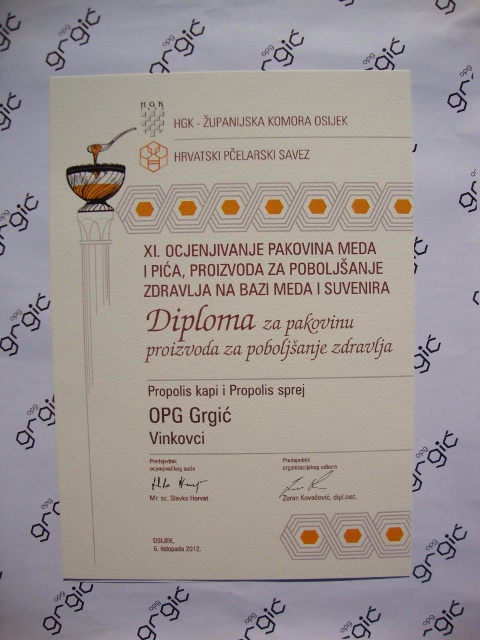 HGK
HGK - ŽUPANIJSKA KOMORA OSIJEK
HRVATSKI PČELARSKI SAVEZ
XI. OCJENJIVANJE PAKOVINA MEDA
I PIĆA, PROIZVODA ZA POBOLJŠANJE
ZDRAVLJA NA BAZI MEDA I SUVENIRA
Diploma za pakovinu
proizvoda za poboljšanje zdravlja
Propolis kapi i Propolis sprej
OPG Grgić
Vinkovci
Predsjednik
ocjenjivačkog suda
Mr. sc. Slavko Horvat
Predsjednik
organizacijskog odbora
Zoran Kovačević, dipl.oec.
OSIJEK,
6. listopada 2012.
opg
grgić